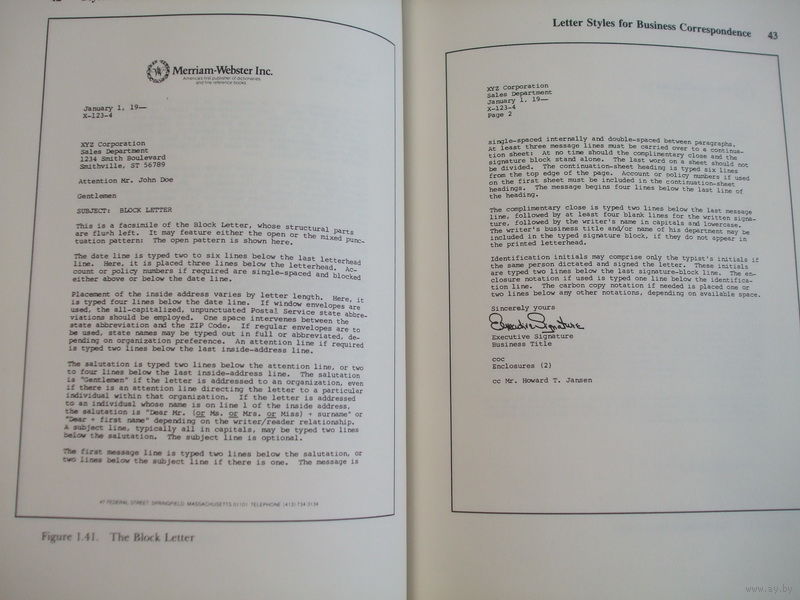 Merriam-Webster Inc.
America's first publisher of dictionaries
and fine reference books.
January 1, 19—
X-123-4
XYZ Corporation
Sales Department
1234 Smith Boulevard
Smithville, ST 56789
Attention Mr. John Doe
Gentlemen
SUBJECT: BLOCK LETTER
This is a facsimile of the Block Letter, whose structural parts
are flush left. It may feature either the open or the mixed punc-
tuation pattern: The open pattern is shown here.
The date line is typed two to six lines below the last letterhead
line. Here, it is placed three lines below the letterhead. Ac-
count or policy numbers if required are single-spaced and blocked
either above or below the date line.
Placement of the inside address varies by letter length. Here, it
is typed four lines below the date line. If window envelopes are
used, the all-capitalized, unpunctuated Postal Service state abbre-
viations should be employed. One space intervenes between the
state abbreviation and the ZIP Code. If regular envelopes are to
be used, state names may be typed out in full or abbreviated, de-
pending on organization preference. An attention line if required
is typed two lines below the last inside-address line.
The salutation is typed two lines below the attention line, or two
to four lines below the last inside-address line. The salutation
is "Gentlemen" if the letter is addressed to an organization, even
if there is an attention line directing the letter to a particular
individual within that organization. If the letter is addressed
to an individual whose name is on line 1 of the inside address,
the salutation is "Dear Mr. (or Ms. or Mrs. or Miss) + surname" or
"Dear + first name" depending on the writer/reader relationship.
A subject line, typically all in capitals, may be typed two lines
below the salutation. The subject line is optional.
The first message line is typed two lines below the salutation, or
two lines below the subject line if there is one. The message is
47 FEDERAL STREET, SPRINGFIELD, MASSACHUSETTS 01101 TELEPHONE (413) 734-3134
Figure 1.41. The Block Letter
Letter Styles for Business Correspondence 43
XYZ Corporation
Sales Department
January 1, 19—
X-123-4
Page 2
single-spaced internally and double-spaced between paragraphs.
At least three message lines must be carried over to a continua-
tion sheet: At no time should the complimentary close and the
signature block stand alone. The last word on a sheet should not
be divided. The continuation-sheet heading is typed six lines
from the top edge of the page. Account or policy numbers if used
on the first sheet must be included in the continuation-sheet
headings. The message begins four lines below the last line of
the heading.
The complimentary close is typed two lines below the last message
line, followed by at least four blank lines for the written signa-
ture, followed by the writer's name in capitals and lowercase.
The writer's business title and/or name of his department may be
included in the typed signature block, if they do not appear in
the printed letterhead.
Identification initials may comprise only the typist's initials if
the same person dictated and signed the letter. These initials
are typed two lines below the last signature-block line. The en-
closure notation if used is typed one line below the identifica-
tion line. The carbon copy notation if needed is placed one or
two lines below any other notations, depending on available space.
Sincerely yours
Executive Signature
Executive Signature
Business Title
coc
Enclosures (2)
cc Mr. Howard T. Jansen
www.ay.by